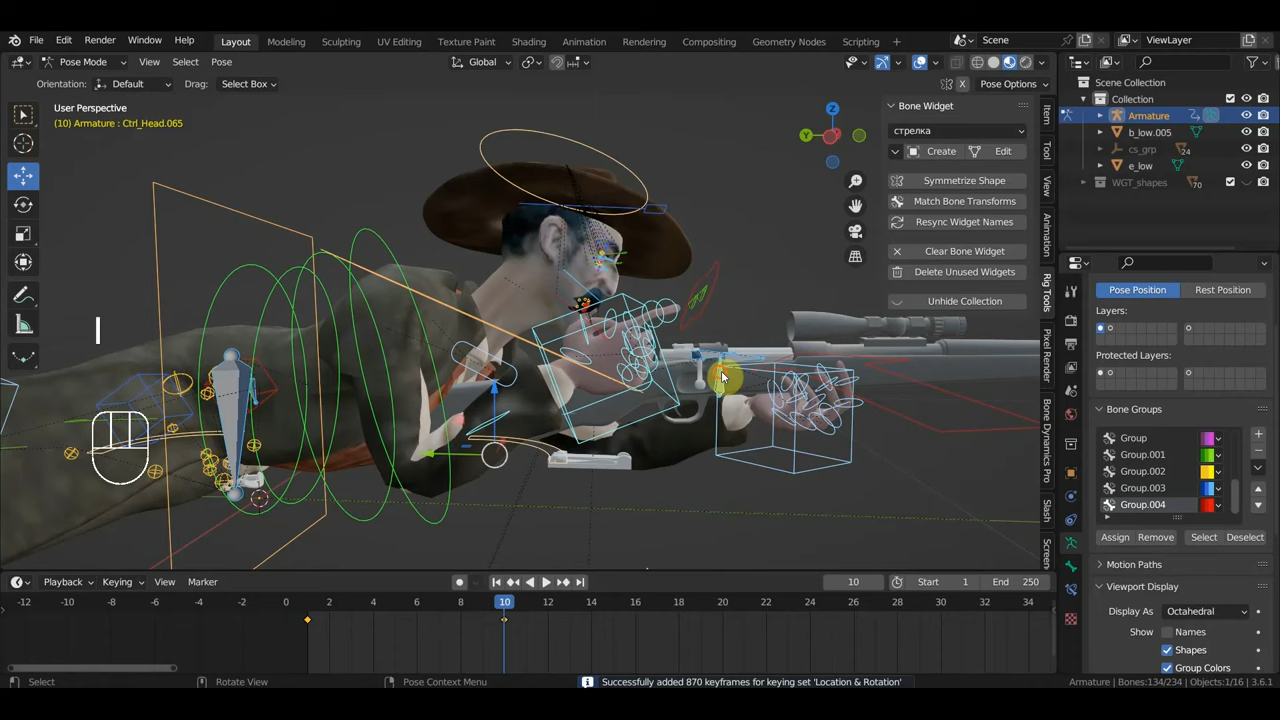 File Edit Render Window Help
Layout Modeling Sculpting UV Editing Texture Paint Shading Animation Rendering Compositing Geometry Nodes Scripting +
Scene
ViewLayer
Pose Mode View Select Pose
Global
Orientation: Default Drag: Select Box
X Pose Options
User Perspective
(10) Armature : Ctrl_Head.065
Z
Y
I
Bone Widget
стрелка
Create Edit
Symmetrize Shape
Match Bone Transforms
Resync Widget Names
Clear Bone Widget
Delete Unused Widgets
Unhide Collection
Item
Tool
View
Animation
Rig Tools
Pixel Render
Bone Dynamics Pro
Slash
Screen
Scene Collection
Collection
Armature
b_low.005
cs_grp 24
e_low
WGT_shapes 70
Pose Position Rest Position
Layers:
Protected Layers:
Bone Groups
Group
Group.001
Group.002
Group.003
Group.004
Assign Remove Select Deselect
Motion Paths
Viewport Display
Display As Octahedral
Show Names
Shapes
Group Colors
Playback Keying View Marker
10 Start 1 End 250
-12 -10 -8 -6 -4 -2 0 2 4 6 8 10 12 14 16 18 20 22 24 26 28 30 32 34
Select Rotate View Pose Context Menu
Successfully added 870 keyframes for keying set 'Location & Rotation'
Armature | Bones:134/234 | Objects:1/16 | 3.6.1